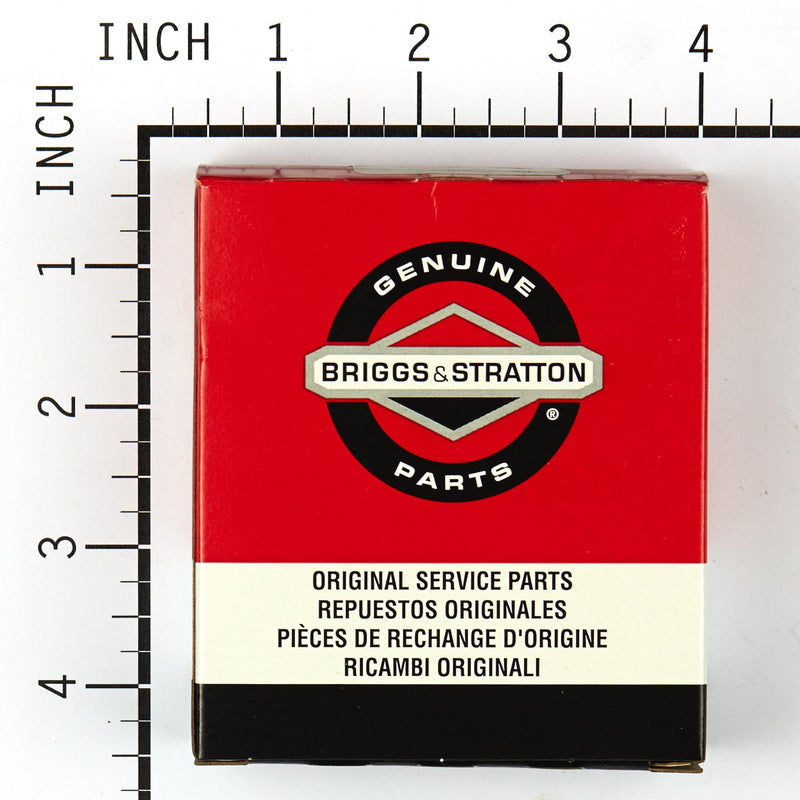 INCH 1 2 3 4
INCH
1
2
3
4
GENUINE
BRIGGS & STRATTON
®
PARTS
ORIGINAL SERVICE PARTS
REPUESTOS ORIGINALES
PIÈCES DE RECHANGE D'ORIGINE
RICAMBI ORIGINALI